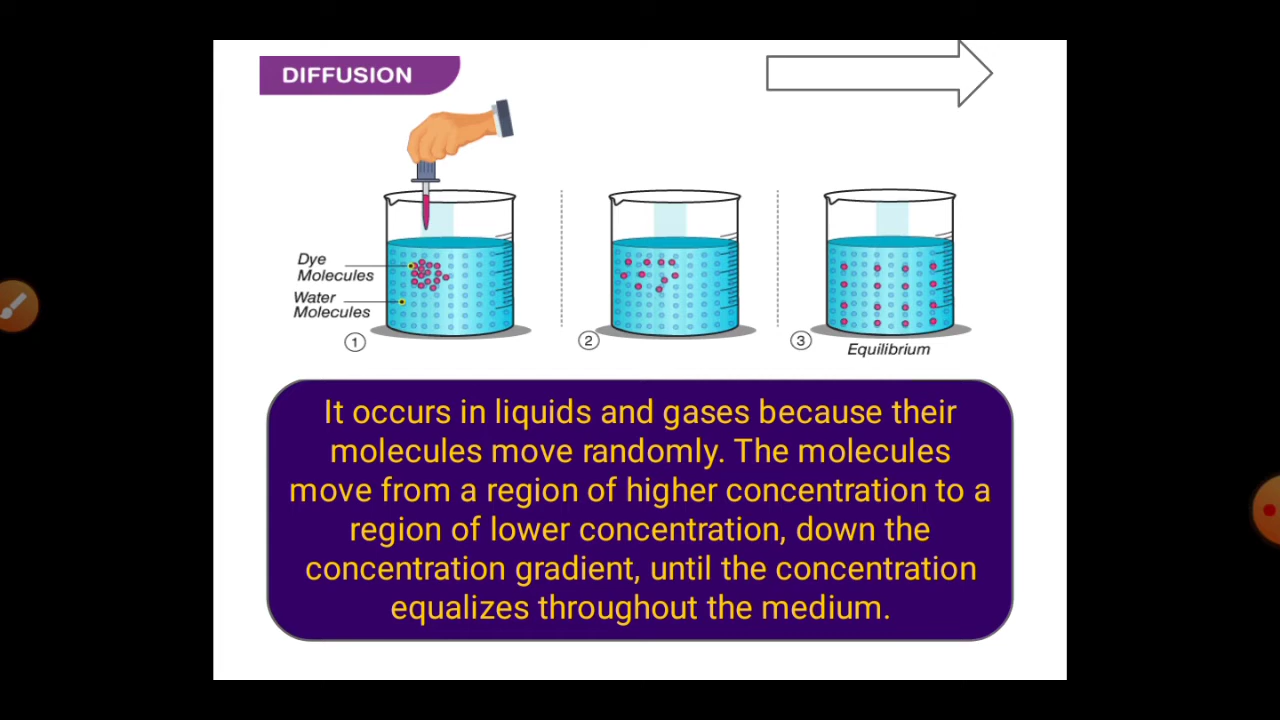 DIFFUSION
Dye
Molecules
Water
Molecules
1
2
3
Equilibrium
It occurs in liquids and gases because their
molecules move randomly. The molecules
move from a region of higher concentration to a
region of lower concentration, down the
concentration gradient, until the concentration
equalizes throughout the medium.